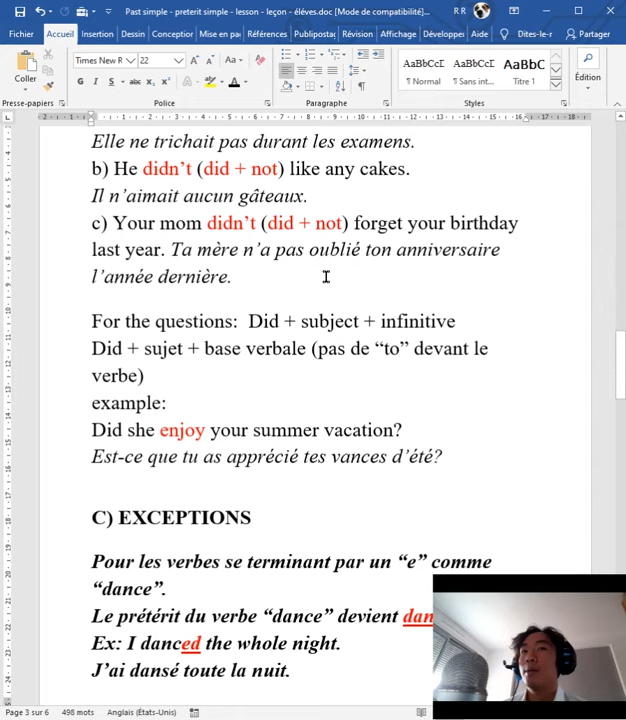 Past simple - preterit simple - lesson - leçon - élèves.doc [Mode de compatibilité]...
R R
Fichier Accueil Insertion Dessin Conception Mise en pa Références Publipostag Révision Affichage Développeu Aide Dites-le-r Partager
Coller
Times New R 22
AaBbCcI AaBbCcI AaBbC
¶ Normal ¶ Sans int... Titre 1
Édition
Presse-papiers Police Paragraphe Styles
Elle ne trichait pas durant les examens.
b) He didn’t (did + not) like any cakes.
Il n’aimait aucun gâteaux.
c) Your mom didn’t (did + not) forget your birthday
last year. Ta mère n’a pas oublié ton anniversaire
l’année dernière.
For the questions: Did + subject + infinitive
Did + sujet + base verbale (pas de “to” devant le
verbe)
example:
Did she enjoy your summer vacation?
Est-ce que tu as apprécié tes vances d’été?
C) EXCEPTIONS
Pour les verbes se terminant par un “e” comme
“dance”.
Le prétérit du verbe “dance” devient dan
Ex: I danced the whole night.
J’ai dansé toute la nuit.
Page 3 sur 6 498 mots Anglais (États-Unis)